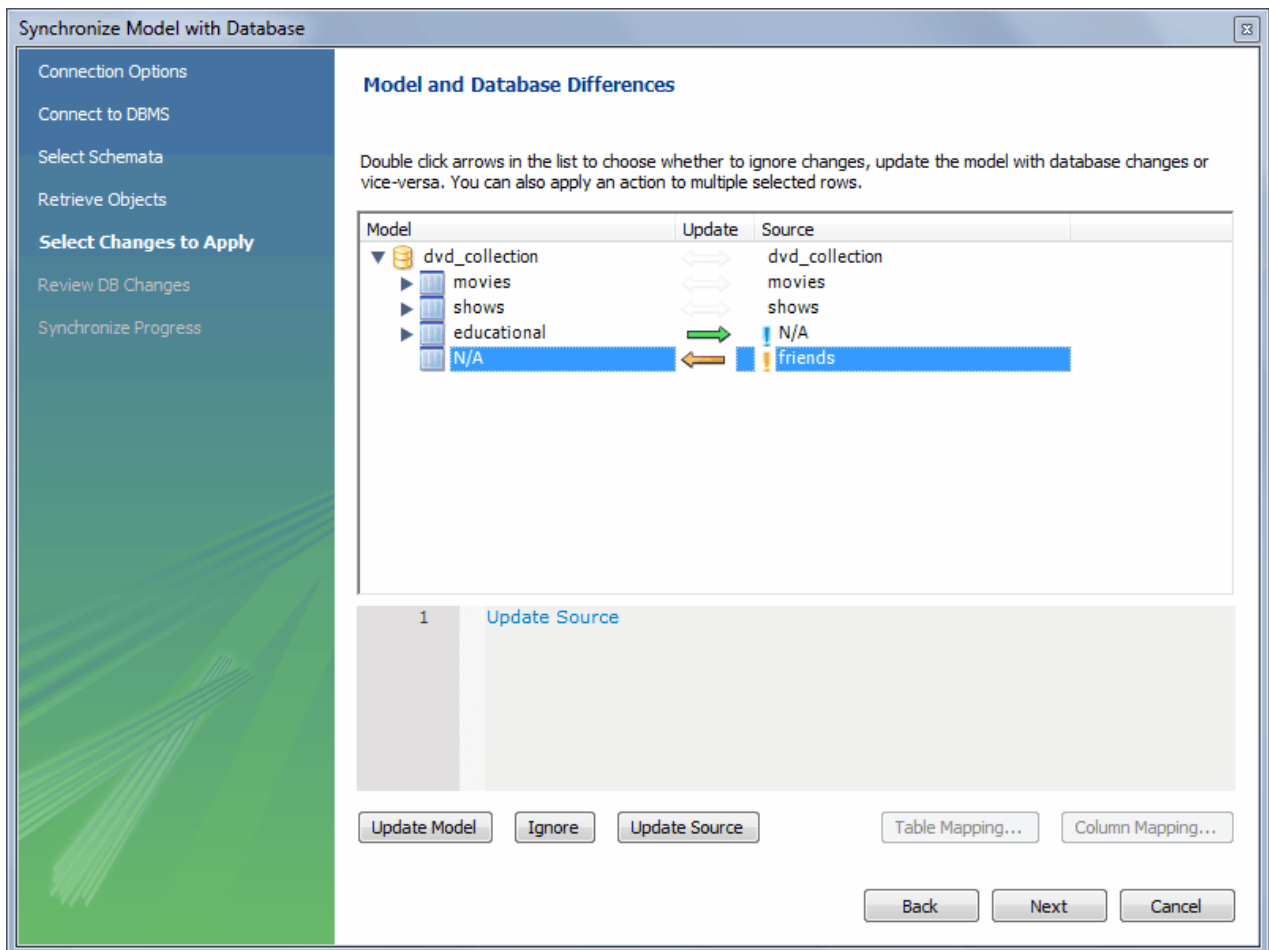 Synchronize Model with Database
Connection Options
Connect to DBMS
Select Schemata
Retrieve Objects
Select Changes to Apply
Review DB Changes
Synchronize Progress
Model and Database Differences
Double click arrows in the list to choose whether to ignore changes, update the model with database changes or
vice-versa. You can also apply an action to multiple selected rows.
Model Update Source
dvd_collection dvd_collection
movies movies
shows shows
educational N/A
N/A friends
1 Update Source
Update Model Ignore Update Source Table Mapping... Column Mapping...
Back Next Cancel